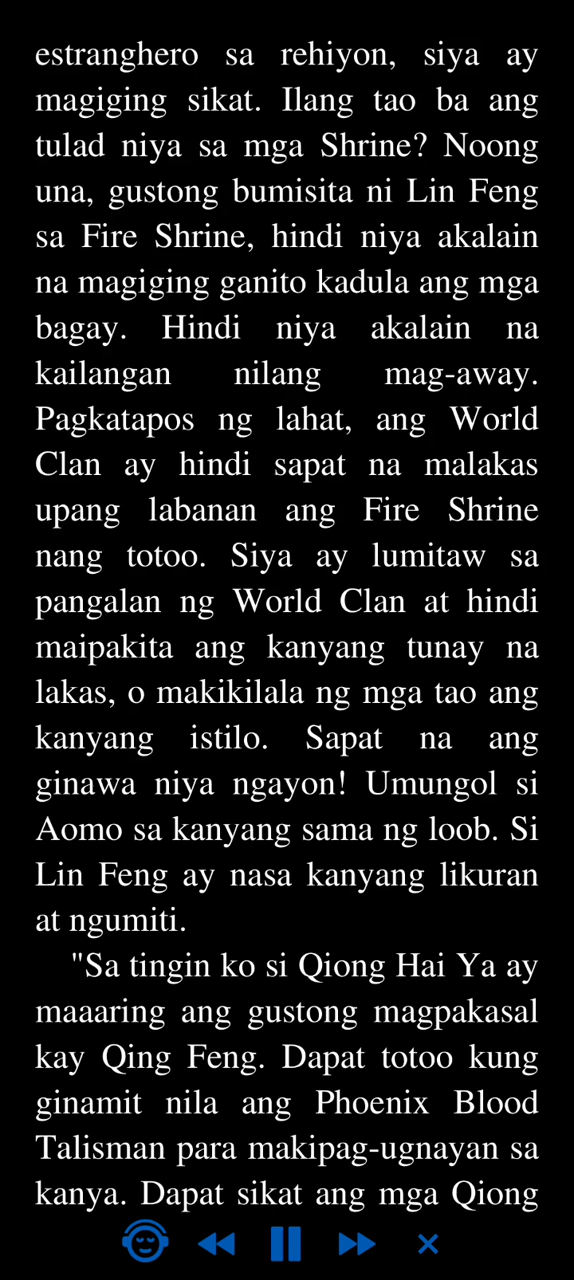 estranghero sa rehiyon, siya ay
magiging sikat. Ilang tao ba ang
tulad niya sa mga Shrine? Noong
una, gustong bumisita ni Lin Feng
sa Fire Shrine, hindi niya akalain
na magiging ganito kadula ang mga
bagay. Hindi niya akalain na
kailangan nilang mag-away.
Pagkatapos ng lahat, ang World
Clan ay hindi sapat na malakas
upang labanan ang Fire Shrine
nang totoo. Siya ay lumitaw sa
pangalan ng World Clan at hindi
maipakita ang kanyang tunay na
lakas, o makikilala ng mga tao ang
kanyang istilo. Sapat na ang
ginawa niya ngayon! Umungol si
Aomo sa kanyang sama ng loob. Si
Lin Feng ay nasa kanyang likuran
at ngumiti.
"Sa tingin ko si Qiong Hai Ya ay
maaaring ang gustong magpakasal
kay Qing Feng. Dapat totoo kung
ginamit nila ang Phoenix Blood
Talisman para makipag-ugnayan sa
kanya. Dapat sikat ang mga Qiong